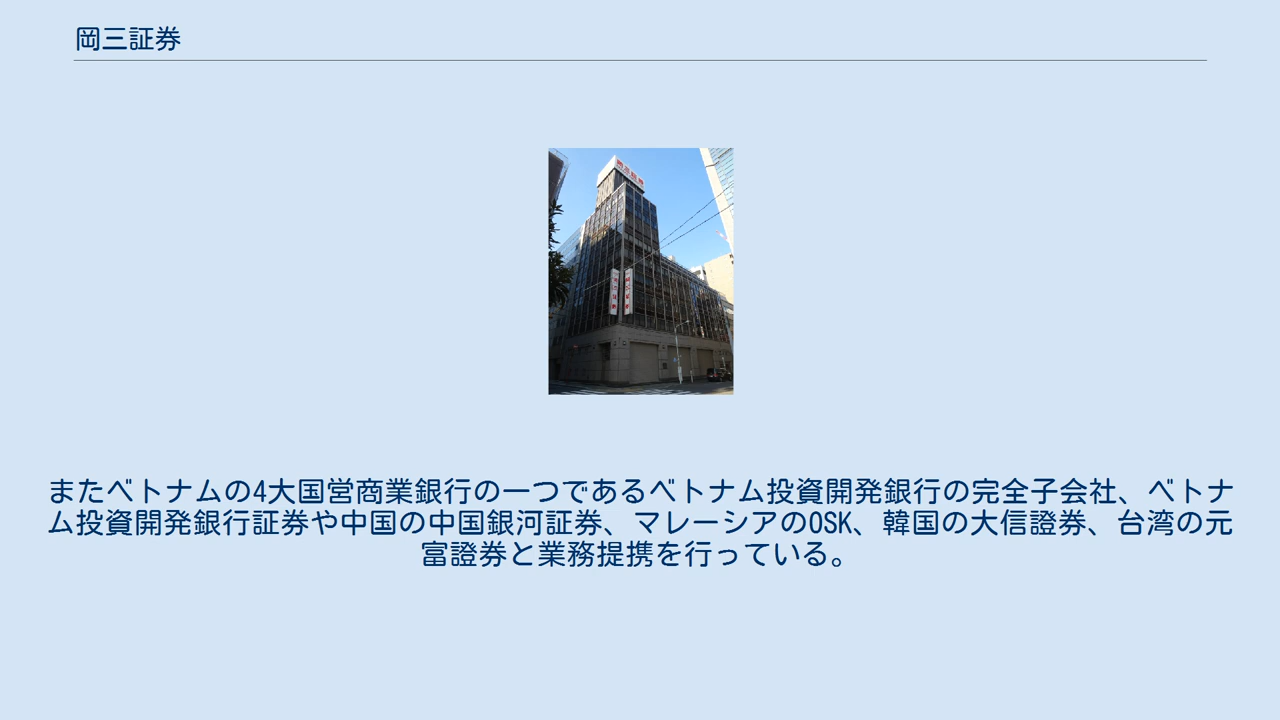 岡三証券
またベトナムの4大国営商業銀行の一つであるベトナム投資開発銀行の完全子会社、ベトナ
ム投資開発銀行証券や中国の中国銀河証券、マレーシアのOSK、韓国の大信證券、台湾の元
富證券と業務提携を行っている。